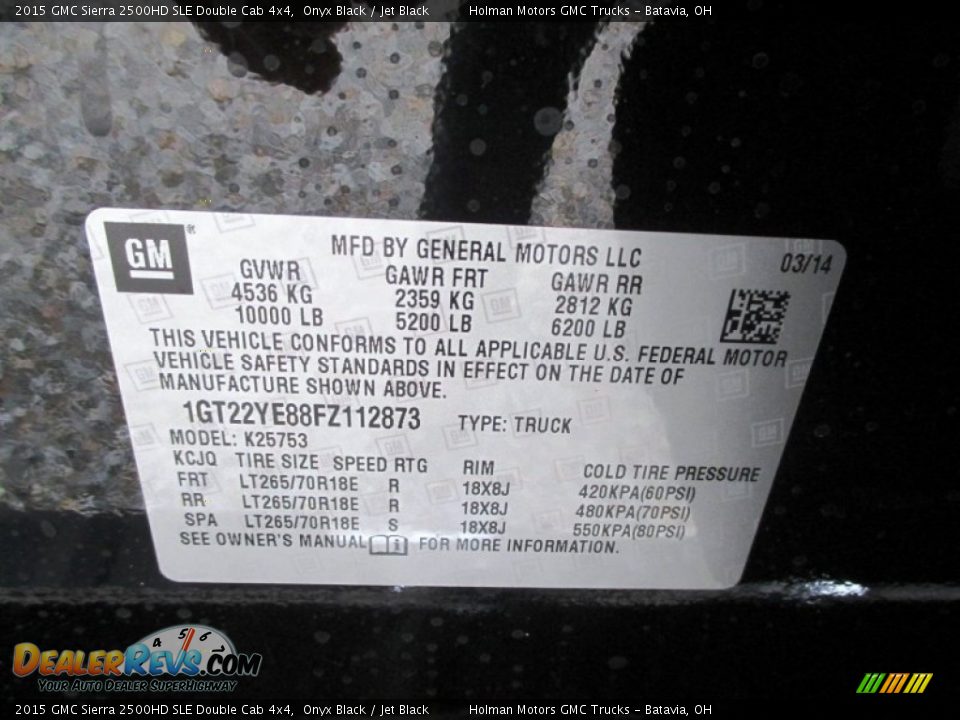 2015 GMC Sierra 2500HD SLE Double Cab 4x4, Onyx Black / Jet Black Holman Motors GMC Trucks - Batavia, OH
GM
MFD BY GENERAL MOTORS LLC
03/14
GVWR GAWR FRT GAWR RR
4536 KG 2359 KG 2812 KG
10000 LB 5200 LB 6200 LB
THIS VEHICLE CONFORMS TO ALL APPLICABLE U.S. FEDERAL MOTOR
VEHICLE SAFETY STANDARDS IN EFFECT ON THE DATE OF
MANUFACTURE SHOWN ABOVE.
1GT22YE88FZ112873 TYPE: TRUCK
MODEL: K25753
KCJQ TIRE SIZE SPEED RTG RIM COLD TIRE PRESSURE
FRT LT265/70R18E R 18X8J 420KPA(60PSI)
RR LT265/70R18E R 18X8J 480KPA(70PSI)
SPA LT265/70R18E S 18X8J 550KPA(80PSI)
SEE OWNER'S MANUAL FOR MORE INFORMATION.
4 5 6
DEALERREVS.COM
YOUR AUTO DEALER SUPERHIGHWAY
2015 GMC Sierra 2500HD SLE Double Cab 4x4, Onyx Black / Jet Black Holman Motors GMC Trucks - Batavia, OH